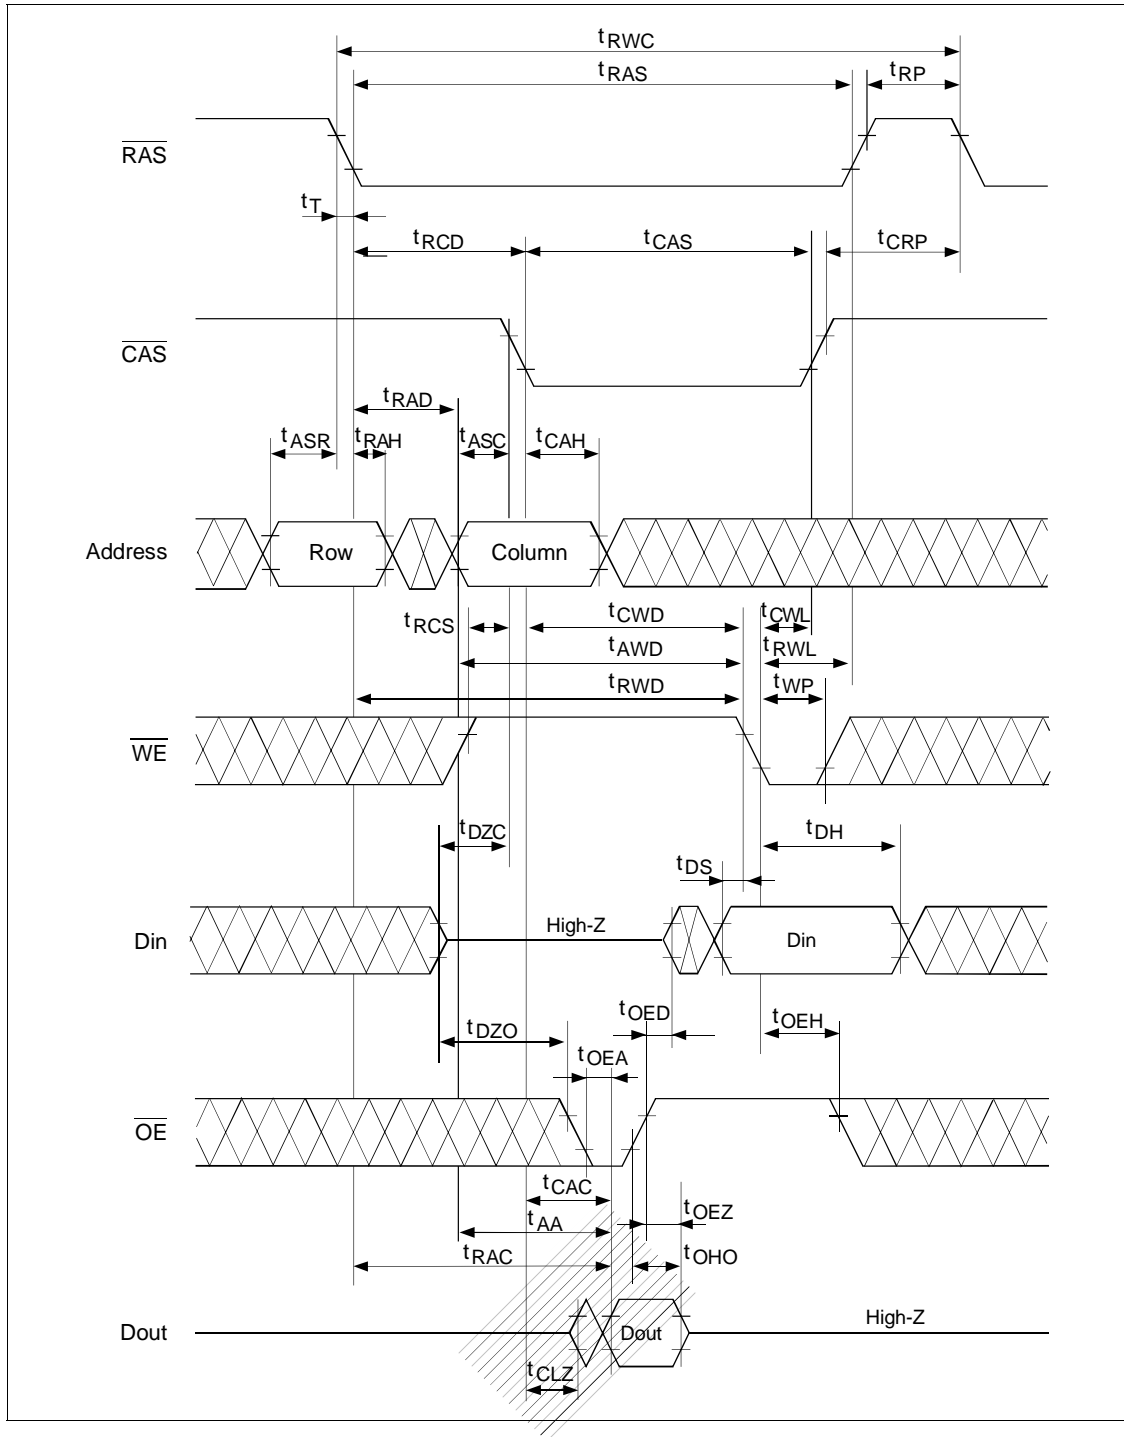 tRWC
tRAS
tRP
RAS
tT
tRCD
tCAS
tCRP
CAS
tRAD
tASR
tRAH
tASC
tCAH
Address
Row
Column
tRCS
tCWD
tCWL
tAWD
tRWL
tRWD
tWP
WE
tDZC
tDH
tDS
Din
High-Z
Din
tOED
tDZO
tOEH
tOEA
OE
tCAC
tOEZ
tAA
tRAC
tOHO
Dout
Dout
High-Z
tCLZ